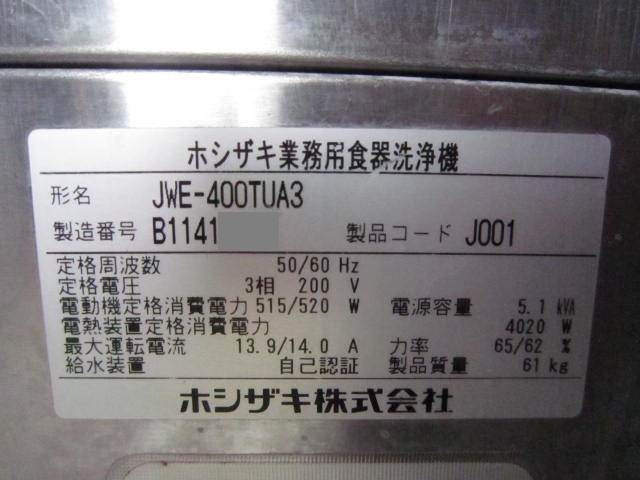 ホシザキ業務用食器洗浄機
形名 JWE-400TUA3
製造番号 B1141 製品コード J001
定格周波数 50/60 Hz
定格電圧 3相 200 V
電動機定格消費電力 515/520 W 電源容量 5.1 kVA
電熱装置定格消費電力 4020 W
最大運転電流 13.9/14.0 A 力率 65/62 %
給水装置 自己認証 製品質量 61 kg
ホシザキ株式会社